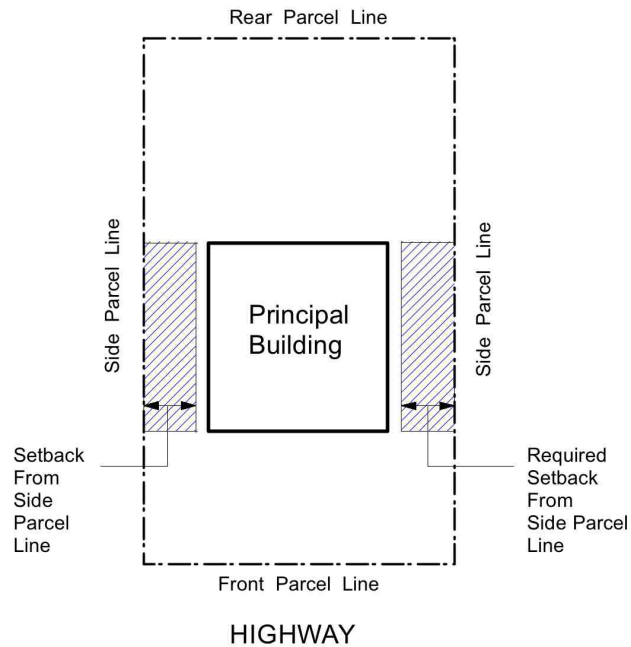 Rear Parcel Line
Side Parcel Line
Side Parcel Line
Principal
Building
Setback
From
Side
Parcel
Line
Required
Setback
From
Side Parcel
Line
Front Parcel Line
HIGHWAY